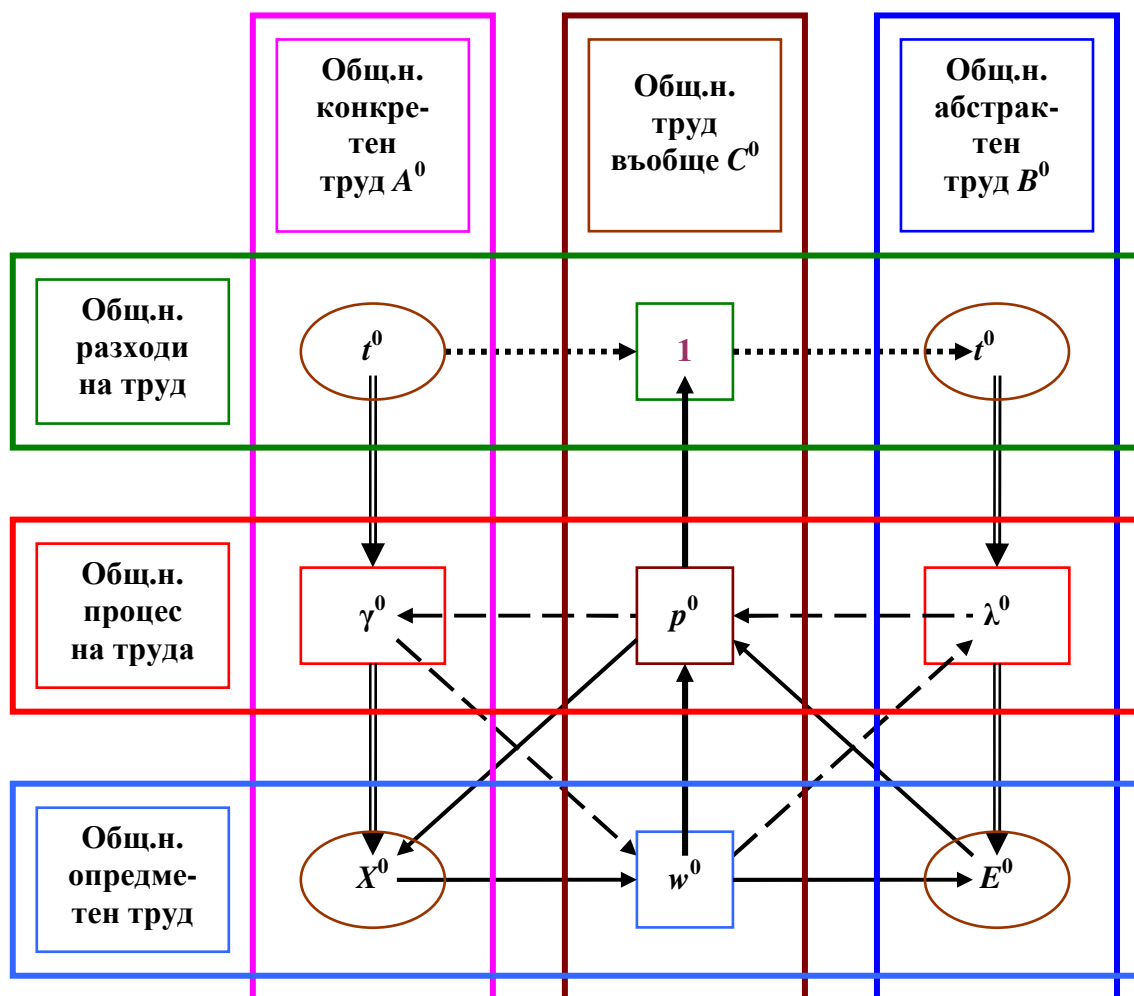 Общ.н.
конкре-
тен
труд A⁰
Общ.н.
труд
въобще C⁰
Общ.н.
абстрак-
тен
труд B⁰
Общ.н.
разходи
на труд
t⁰
1
t⁰
Общ.н.
процес
на труда
γ⁰
p⁰
λ⁰
Общ.н.
опредме-
тен труд
X⁰
w⁰
E⁰